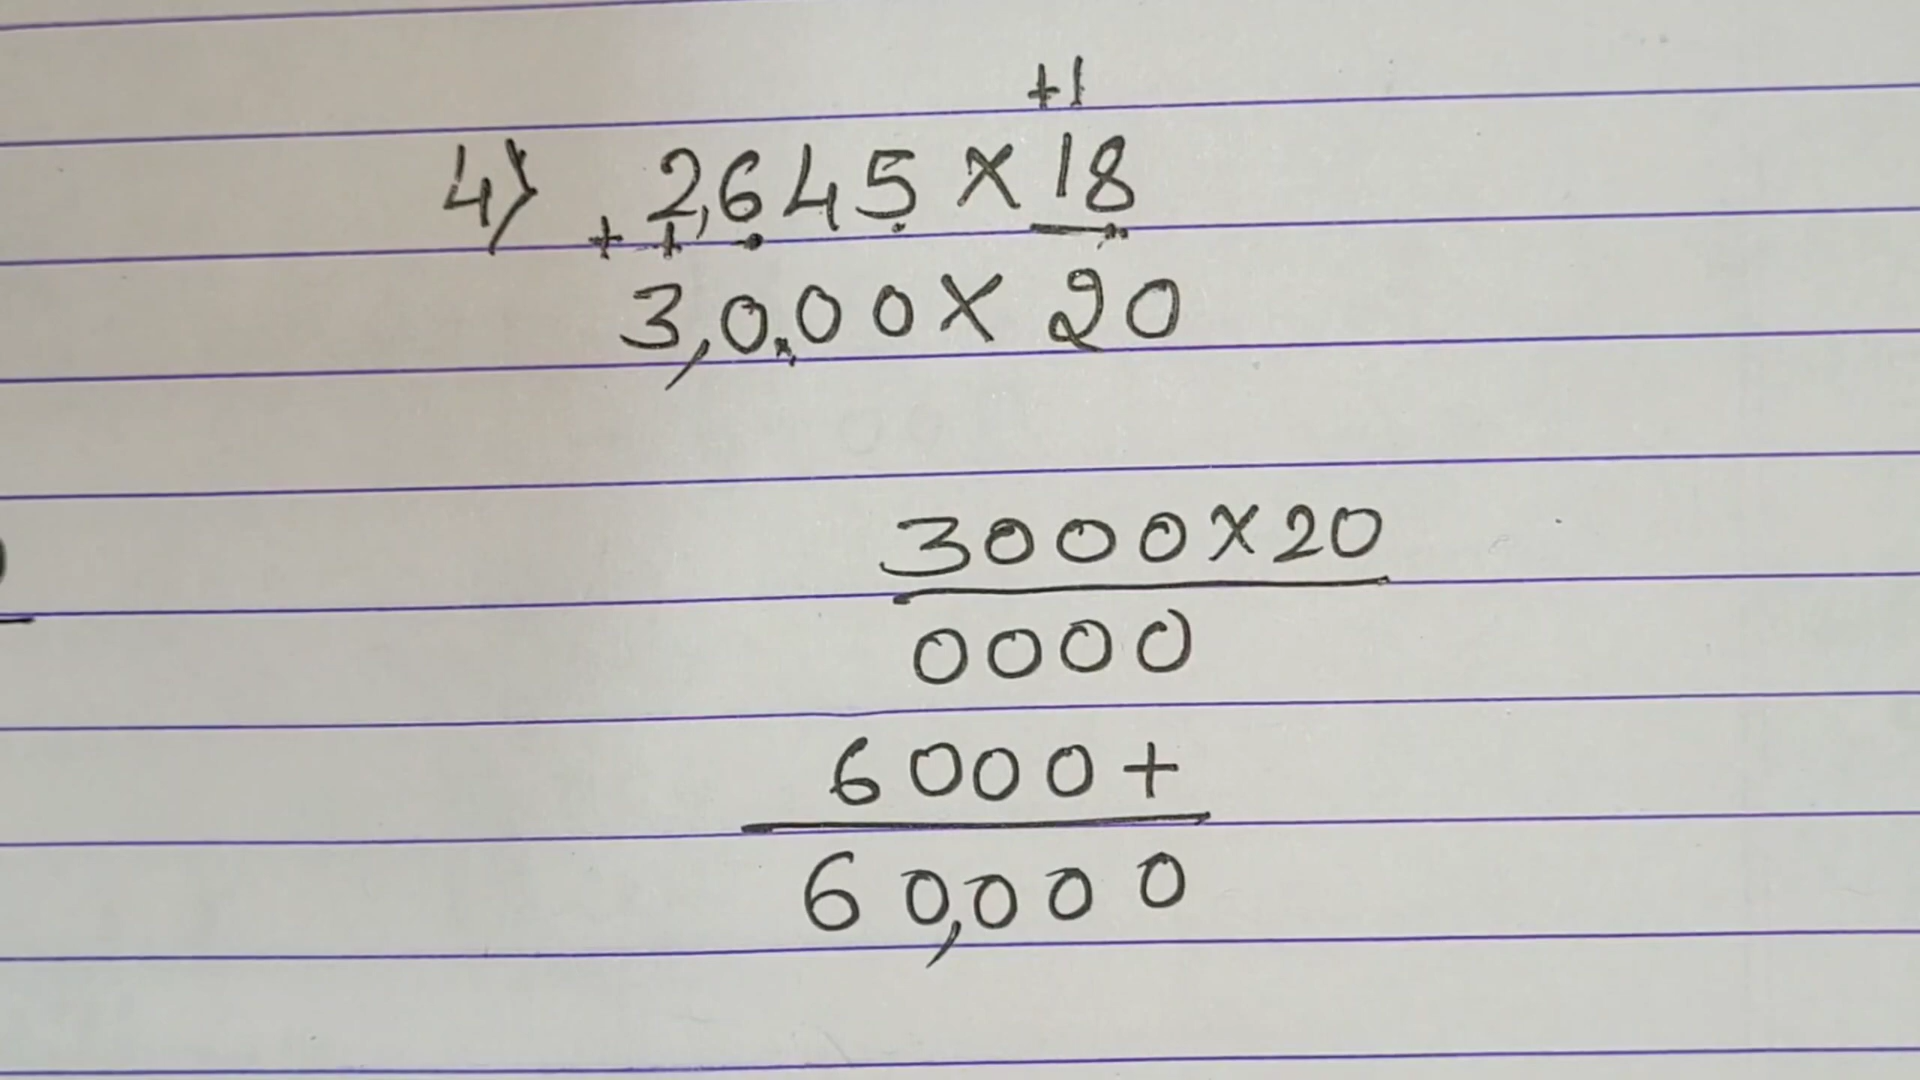 +1
4) 2,645 × 18
+ +
3,000 × 20
3000 × 20
0000
6000 +
60,000